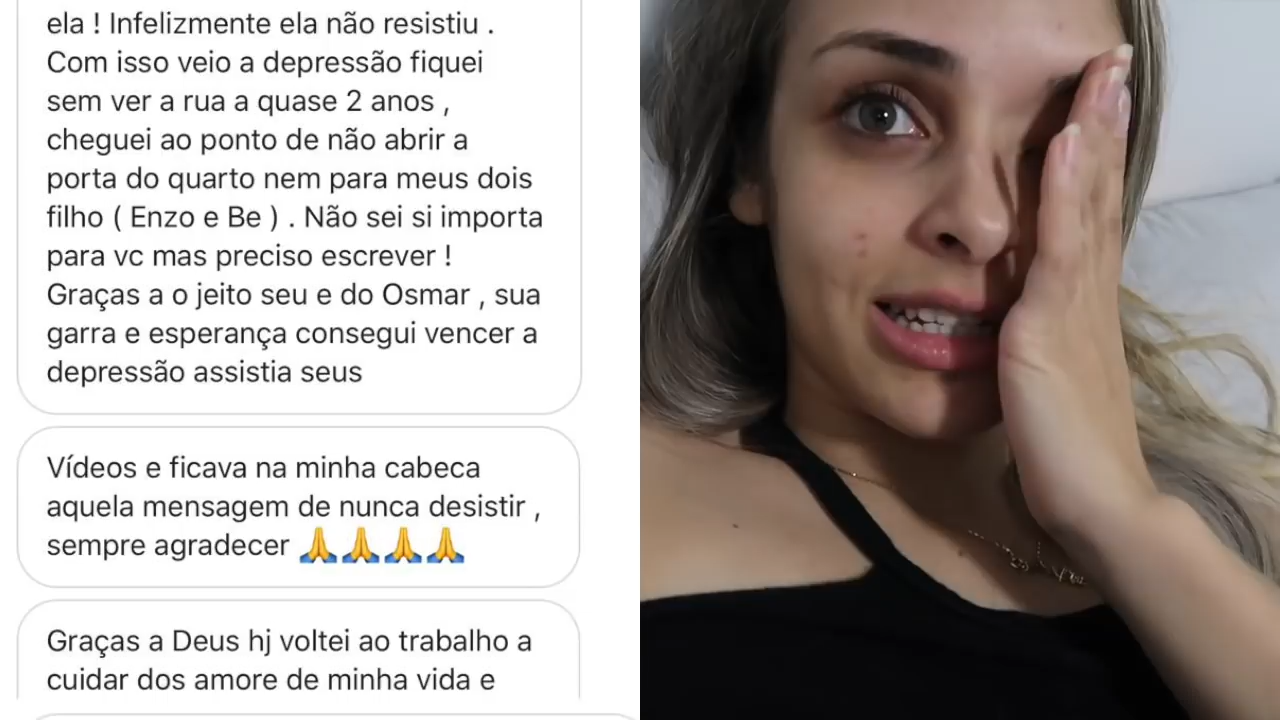 ela ! Infelizmente ela não resistiu .
Com isso veio a depressão fiquei
sem ver a rua a quase 2 anos ,
cheguei ao ponto de não abrir a
porta do quarto nem para meus dois
filho ( Enzo e Be ) . Não sei si importa
para vc mas preciso escrever !
Graças a o jeito seu e do Osmar , sua
garra e esperança consegui vencer a
depressão assistia seus
Vídeos e ficava na minha cabeca
aquela mensagem de nunca desistir ,
sempre agradecer 🙏🙏🙏🙏
Graças a Deus hj voltei ao trabalho a
cuidar dos amore de minha vida e